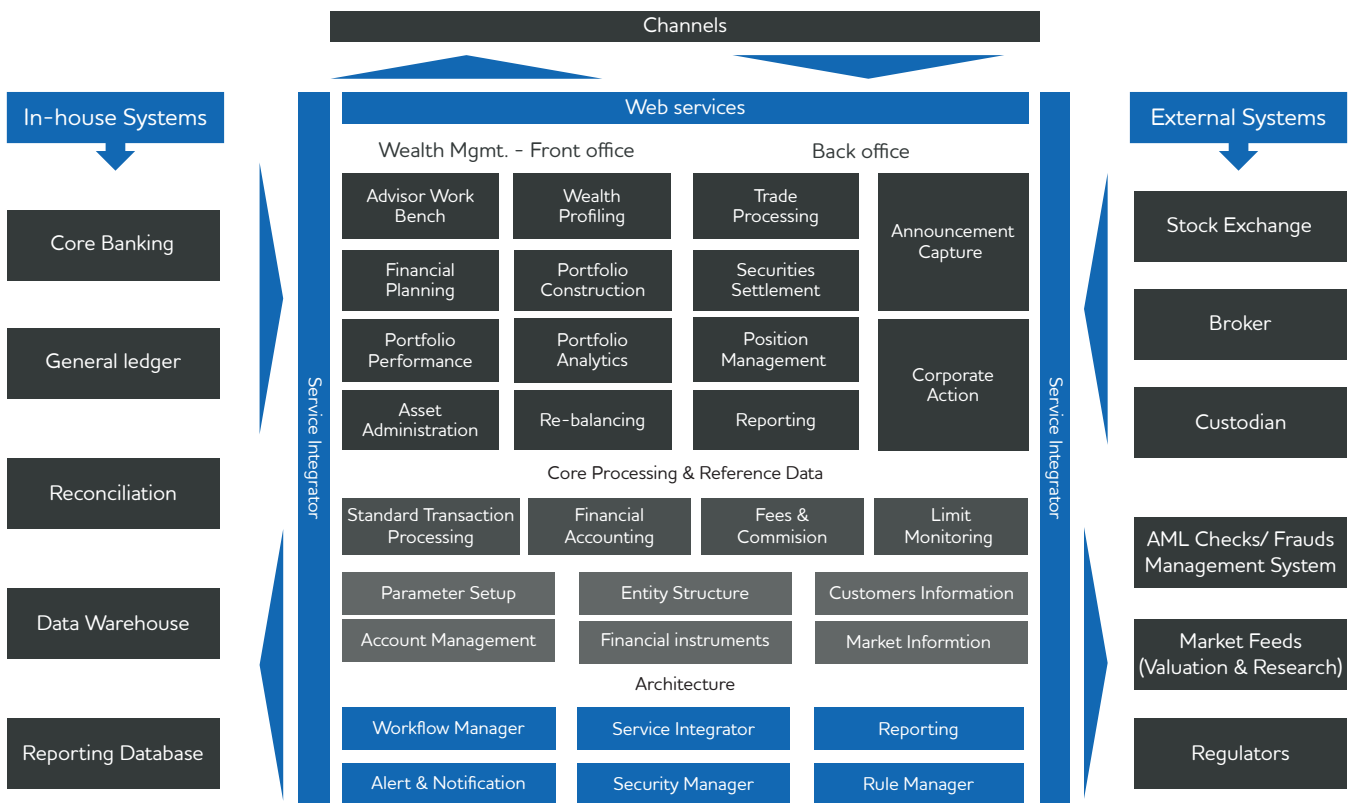 Channels
In-house Systems
Core Banking
General ledger
Reconciliation
Data Warehouse
Reporting Database
Service Integrator
Web services
Wealth Mgmt. - Front office
Back office
Advisor Work
Bench
Wealth
Profiling
Trade
Processing
Announcement
Capture
Financial
Planning
Portfolio
Construction
Securities
Settlement
Portfolio
Performance
Portfolio
Analytics
Position
Management
Corporate
Action
Asset
Administration
Re-balancing
Reporting
Core Processing & Reference Data
Standard Transaction
Processing
Financial
Accounting
Fees &
Commision
Limit
Monitoring
Parameter Setup
Entity Structure
Customers Information
Account Management
Financial instruments
Market Informtion
Architecture
Workflow Manager
Service Integrator
Reporting
Alert & Notification
Security Manager
Rule Manager
Service Integrator
External Systems
Stock Exchange
Broker
Custodian
AML Checks/ Frauds
Management System
Market Feeds
(Valuation & Research)
Regulators